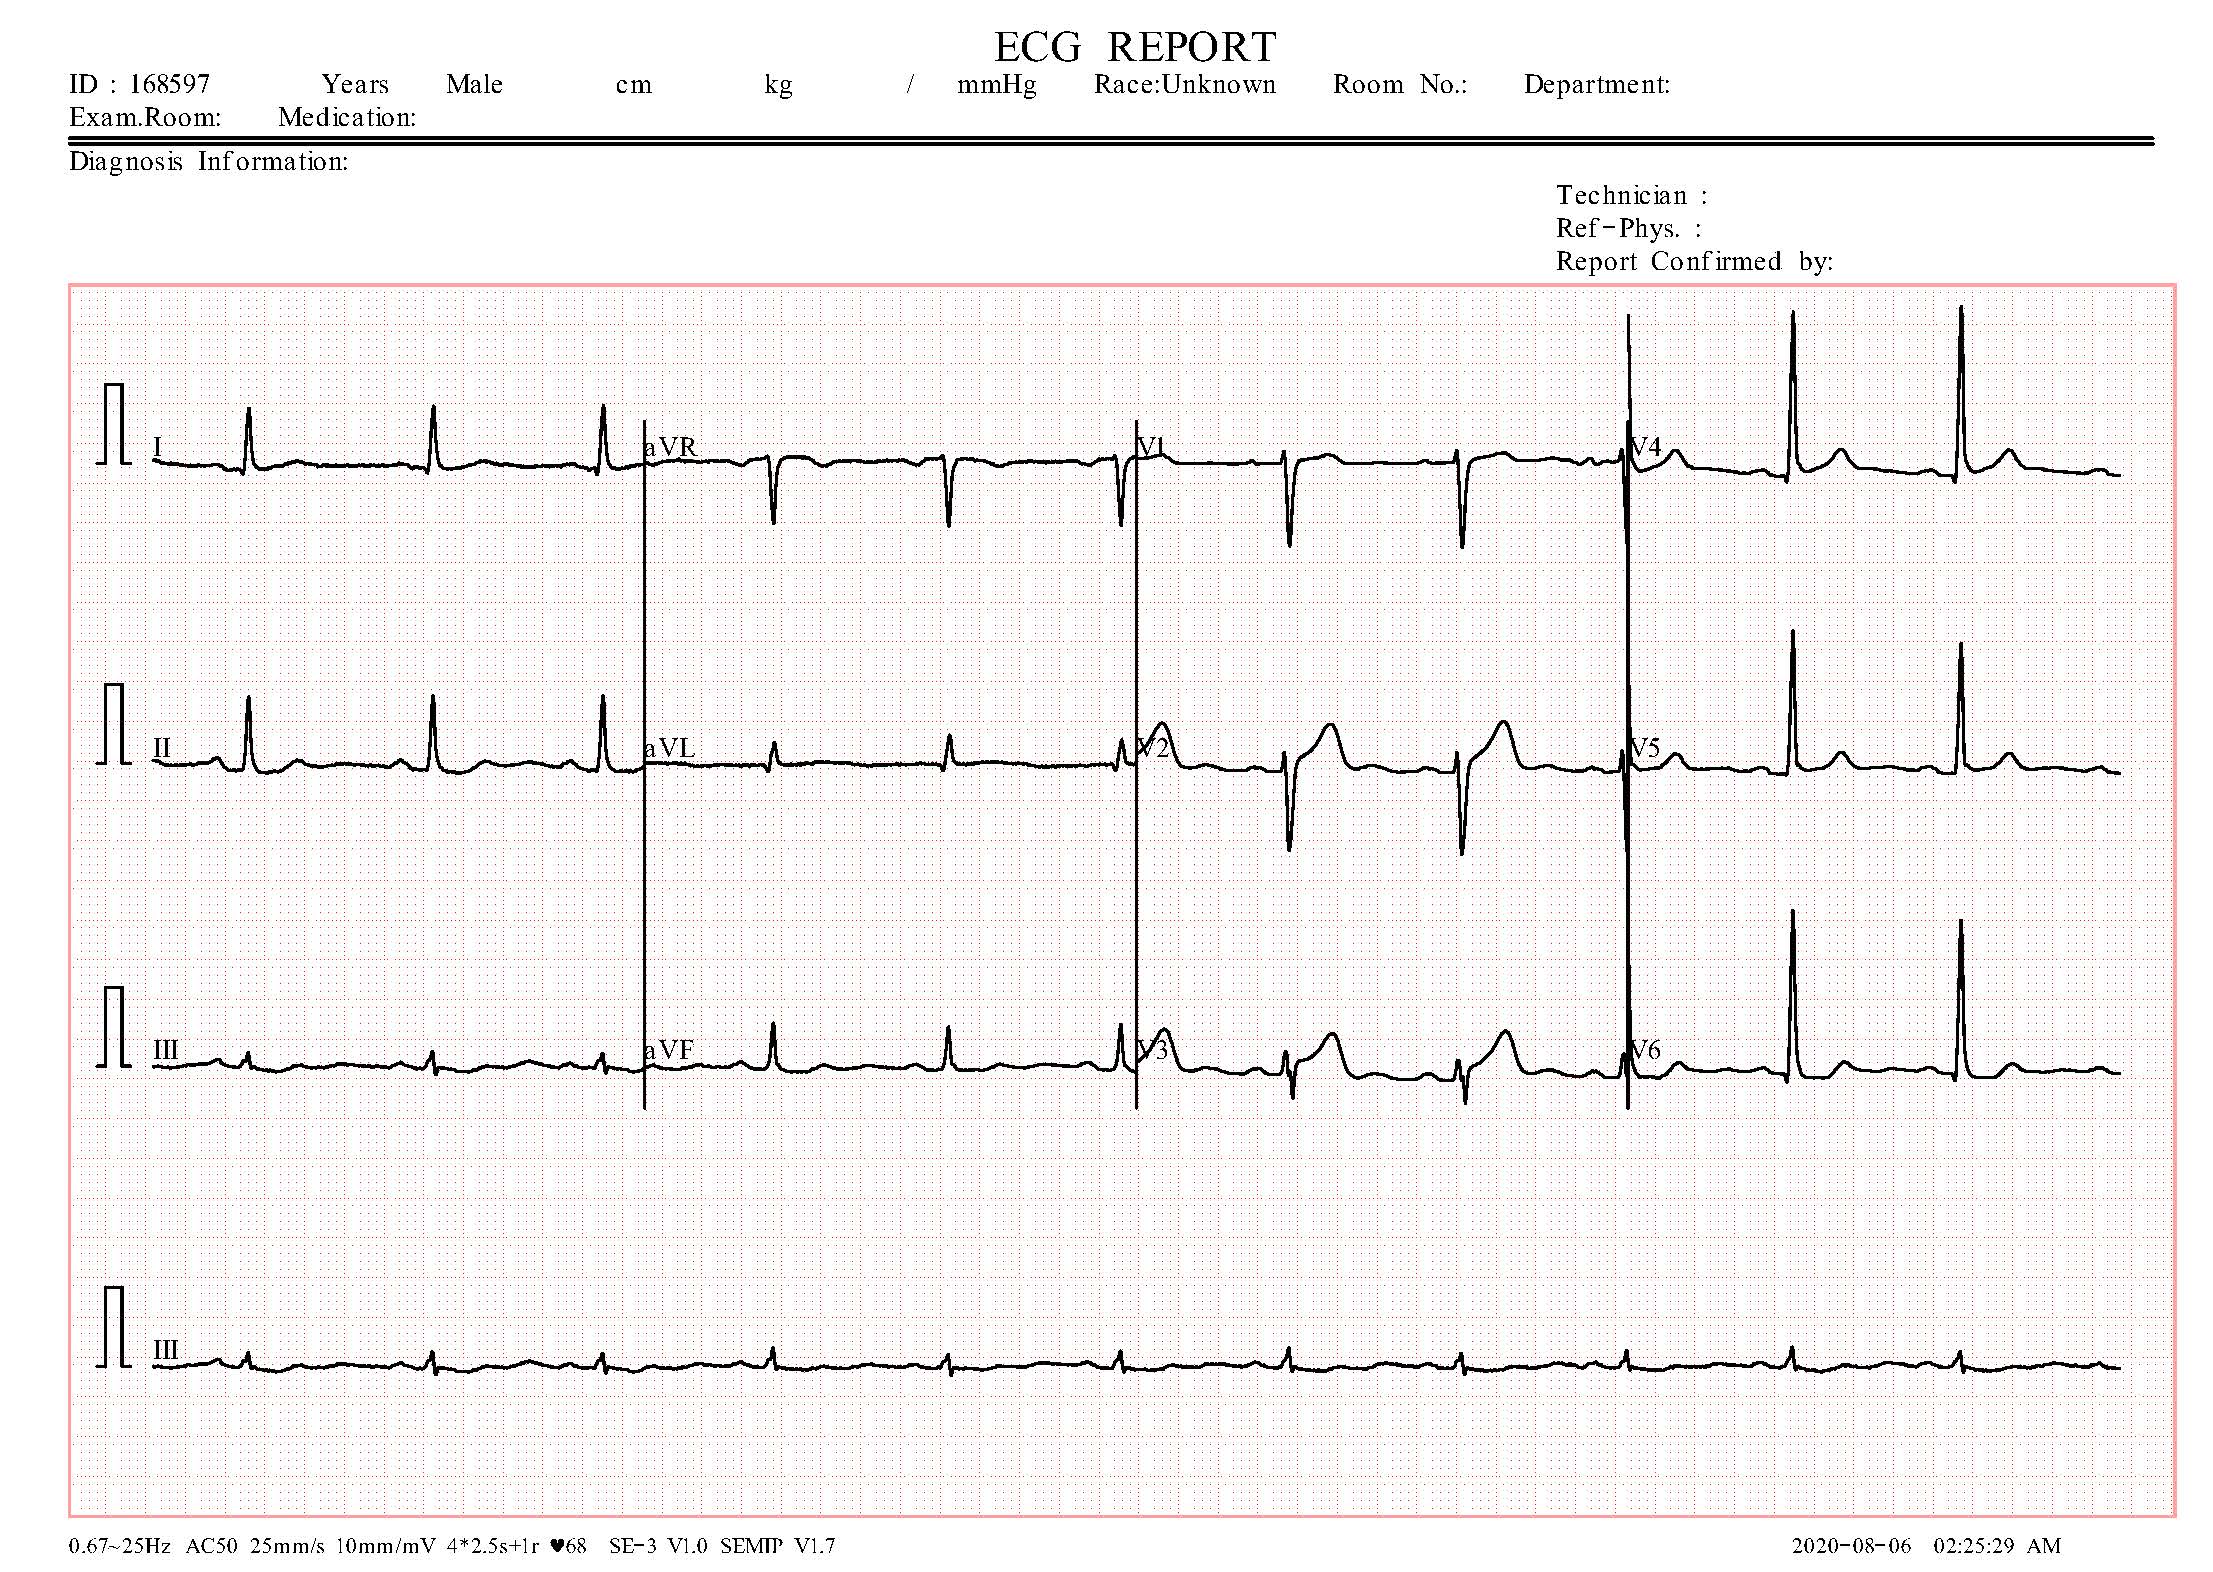 ECG REPORT
ID : 168597 Years Male cm kg / mmHg Race:Unknown Room No.: Department:
Exam.Room: Medication:
Diagnosis Information:
Technician :
Ref-Phys. :
Report Confirmed by:
I aVR V1 V4
II aVL V2 V5
III aVF V3 V6
III
0.67~25Hz AC50 25mm/s 10mm/mV 4*2.5s+1r ♥68 SE-3 V1.0 SEMIP V1.7 2020-08-06 02:25:29 AM